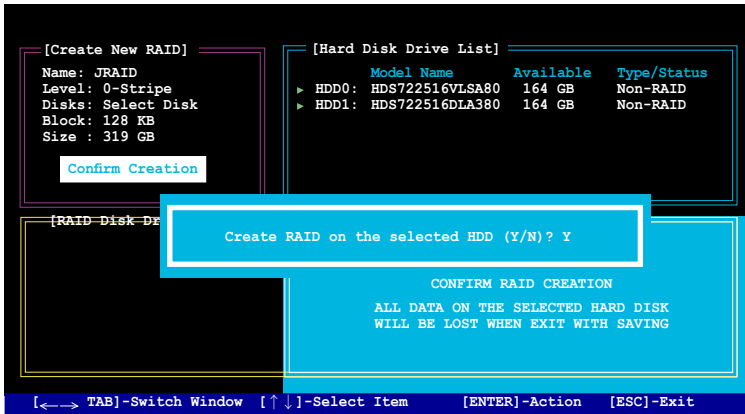 [Create New RAID]
Name: JRAID
Level: 0-Stripe
Disks: Select Disk
Block: 128 KB
Size : 319 GB
Confirm Creation
[Hard Disk Drive List]
Model Name Available Type/Status
HDD0: HDS722516VLSA80 164 GB Non-RAID
HDD1: HDS722516DLA380 164 GB Non-RAID
[RAID Disk Dr
Create RAID on the selected HDD (Y/N)? Y
CONFIRM RAID CREATION
ALL DATA ON THE SELECTED HARD DISK
WILL BE LOST WHEN EXIT WITH SAVING
[←→ TAB]-Switch Window [↑↓]-Select Item [ENTER]-Action [ESC]-Exit